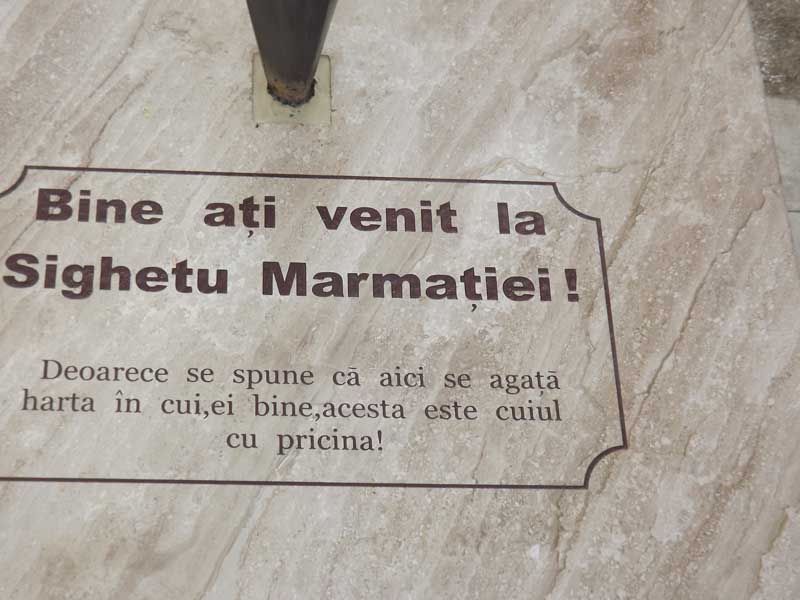 Bine ați venit la
Sighetu Marmației!
Deoarece se spune că aici se agață
harta în cui,ei bine,acesta este cuiul
cu pricina!